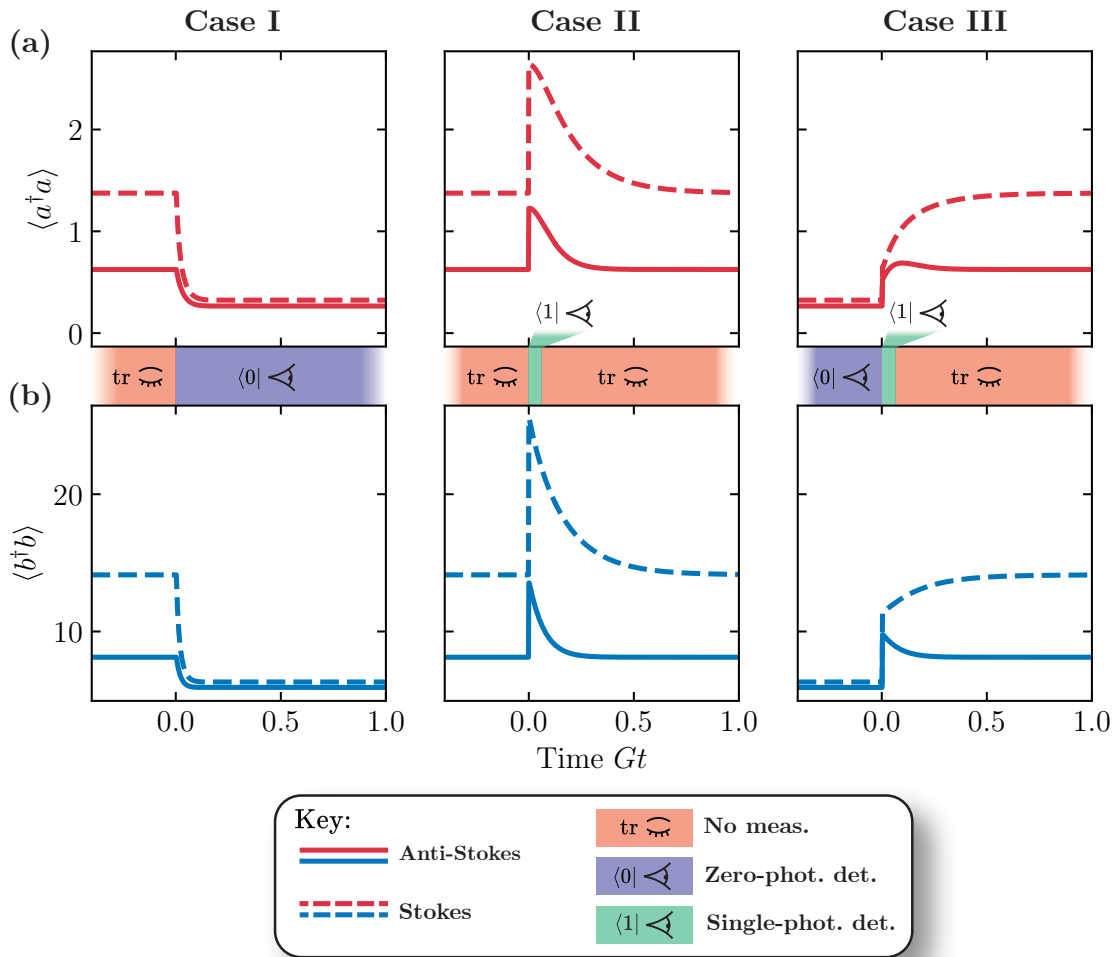 Case I Case II Case III
(a)
⟨a†a⟩
2
1
0
⟨1| ⟨1|
tr ⟨0| tr tr ⟨0| tr
(b)
⟨b†b⟩
20
10
0.0 0.5 1.0 0.0 0.5 1.0 0.0 0.5 1.0
Time Gt
Key:
Anti-Stokes
Stokes
tr No meas.
⟨0| Zero-phot. det.
⟨1| Single-phot. det.